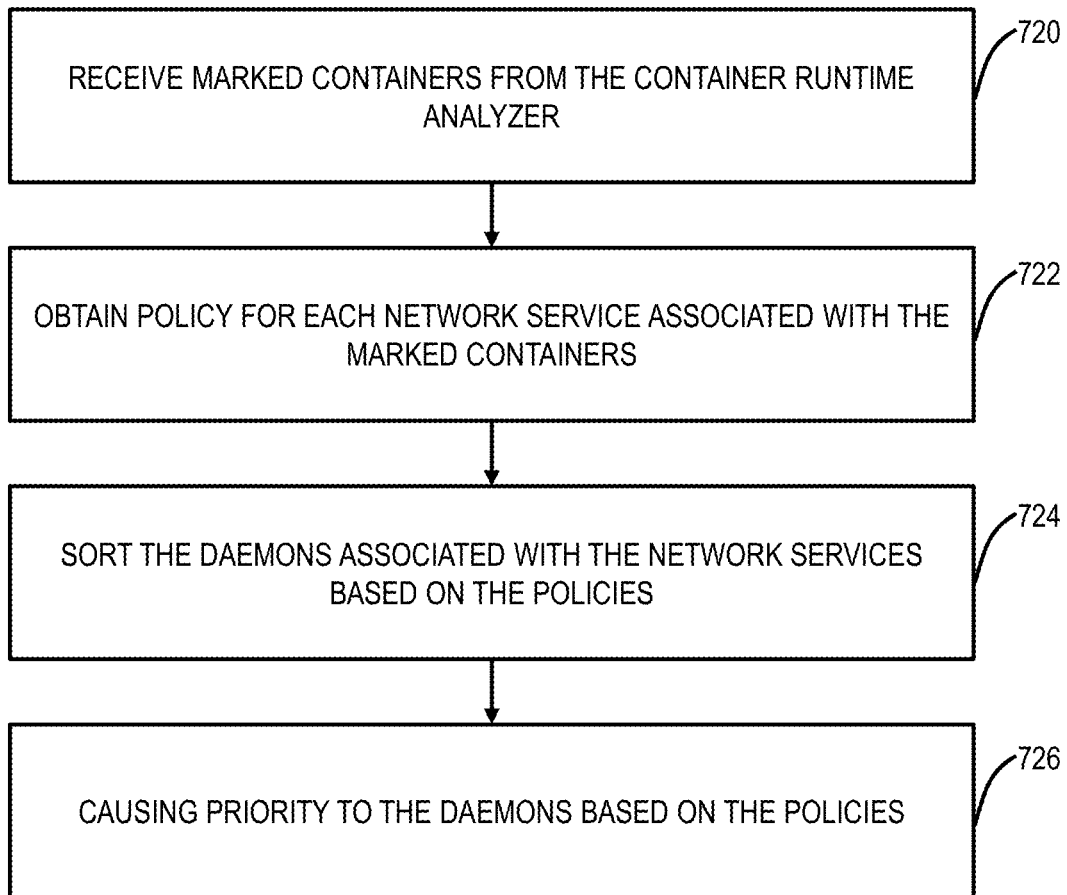 720
RECEIVE MARKED CONTAINERS FROM THE CONTAINER RUNTIME
ANALYZER
722
OBTAIN POLICY FOR EACH NETWORK SERVICE ASSOCIATED WITH THE
MARKED CONTAINERS
724
SORT THE DAEMONS ASSOCIATED WITH THE NETWORK SERVICES
BASED ON THE POLICIES
726
CAUSING PRIORITY TO THE DAEMONS BASED ON THE POLICIES